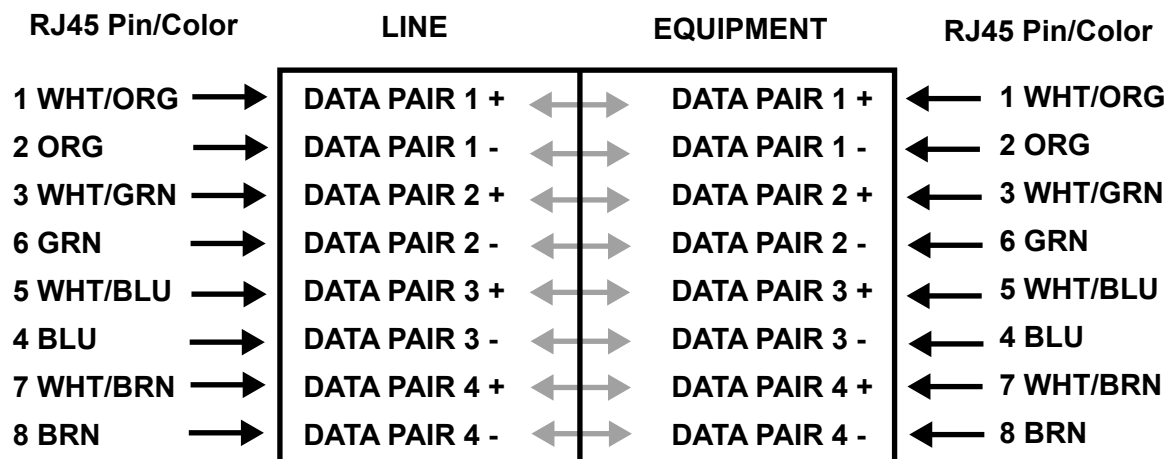 RJ45 Pin/Color LINE EQUIPMENT RJ45 Pin/Color
1 WHT/ORG DATA PAIR 1 + DATA PAIR 1 + 1 WHT/ORG
2 ORG DATA PAIR 1 - DATA PAIR 1 - 2 ORG
3 WHT/GRN DATA PAIR 2 + DATA PAIR 2 + 3 WHT/GRN
6 GRN DATA PAIR 2 - DATA PAIR 2 - 6 GRN
5 WHT/BLU DATA PAIR 3 + DATA PAIR 3 + 5 WHT/BLU
4 BLU DATA PAIR 3 - DATA PAIR 3 - 4 BLU
7 WHT/BRN DATA PAIR 4 + DATA PAIR 4 + 7 WHT/BRN
8 BRN DATA PAIR 4 - DATA PAIR 4 - 8 BRN